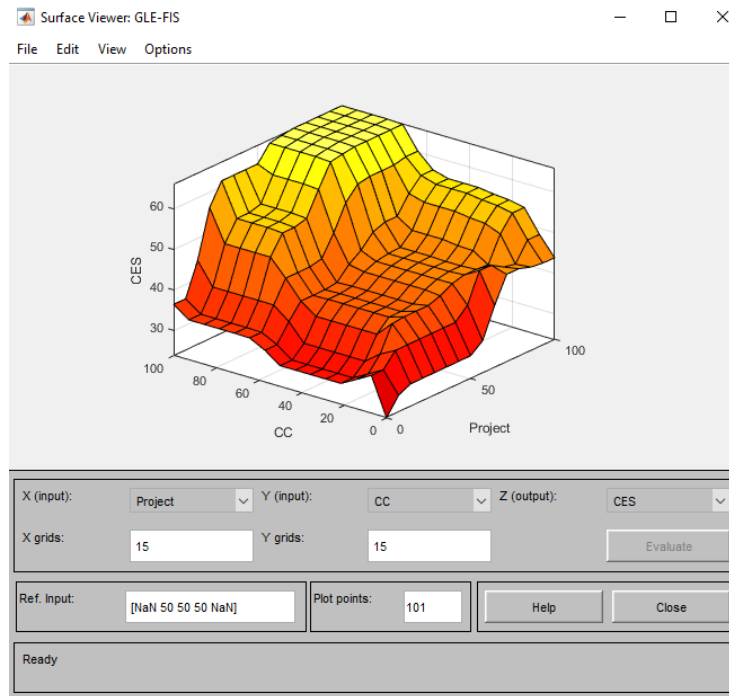 Surface Viewer: GLE-FIS
File Edit View Options
60
50
40
30
CES
100
80
60
40
20
0
CC
0
50
100
Project
X (input): Project Y (input): CC Z (output): CES
X grids: 15 Y grids: 15 Evaluate
Ref. Input: [NaN 50 50 50 NaN] Plot points: 101 Help Close
Ready